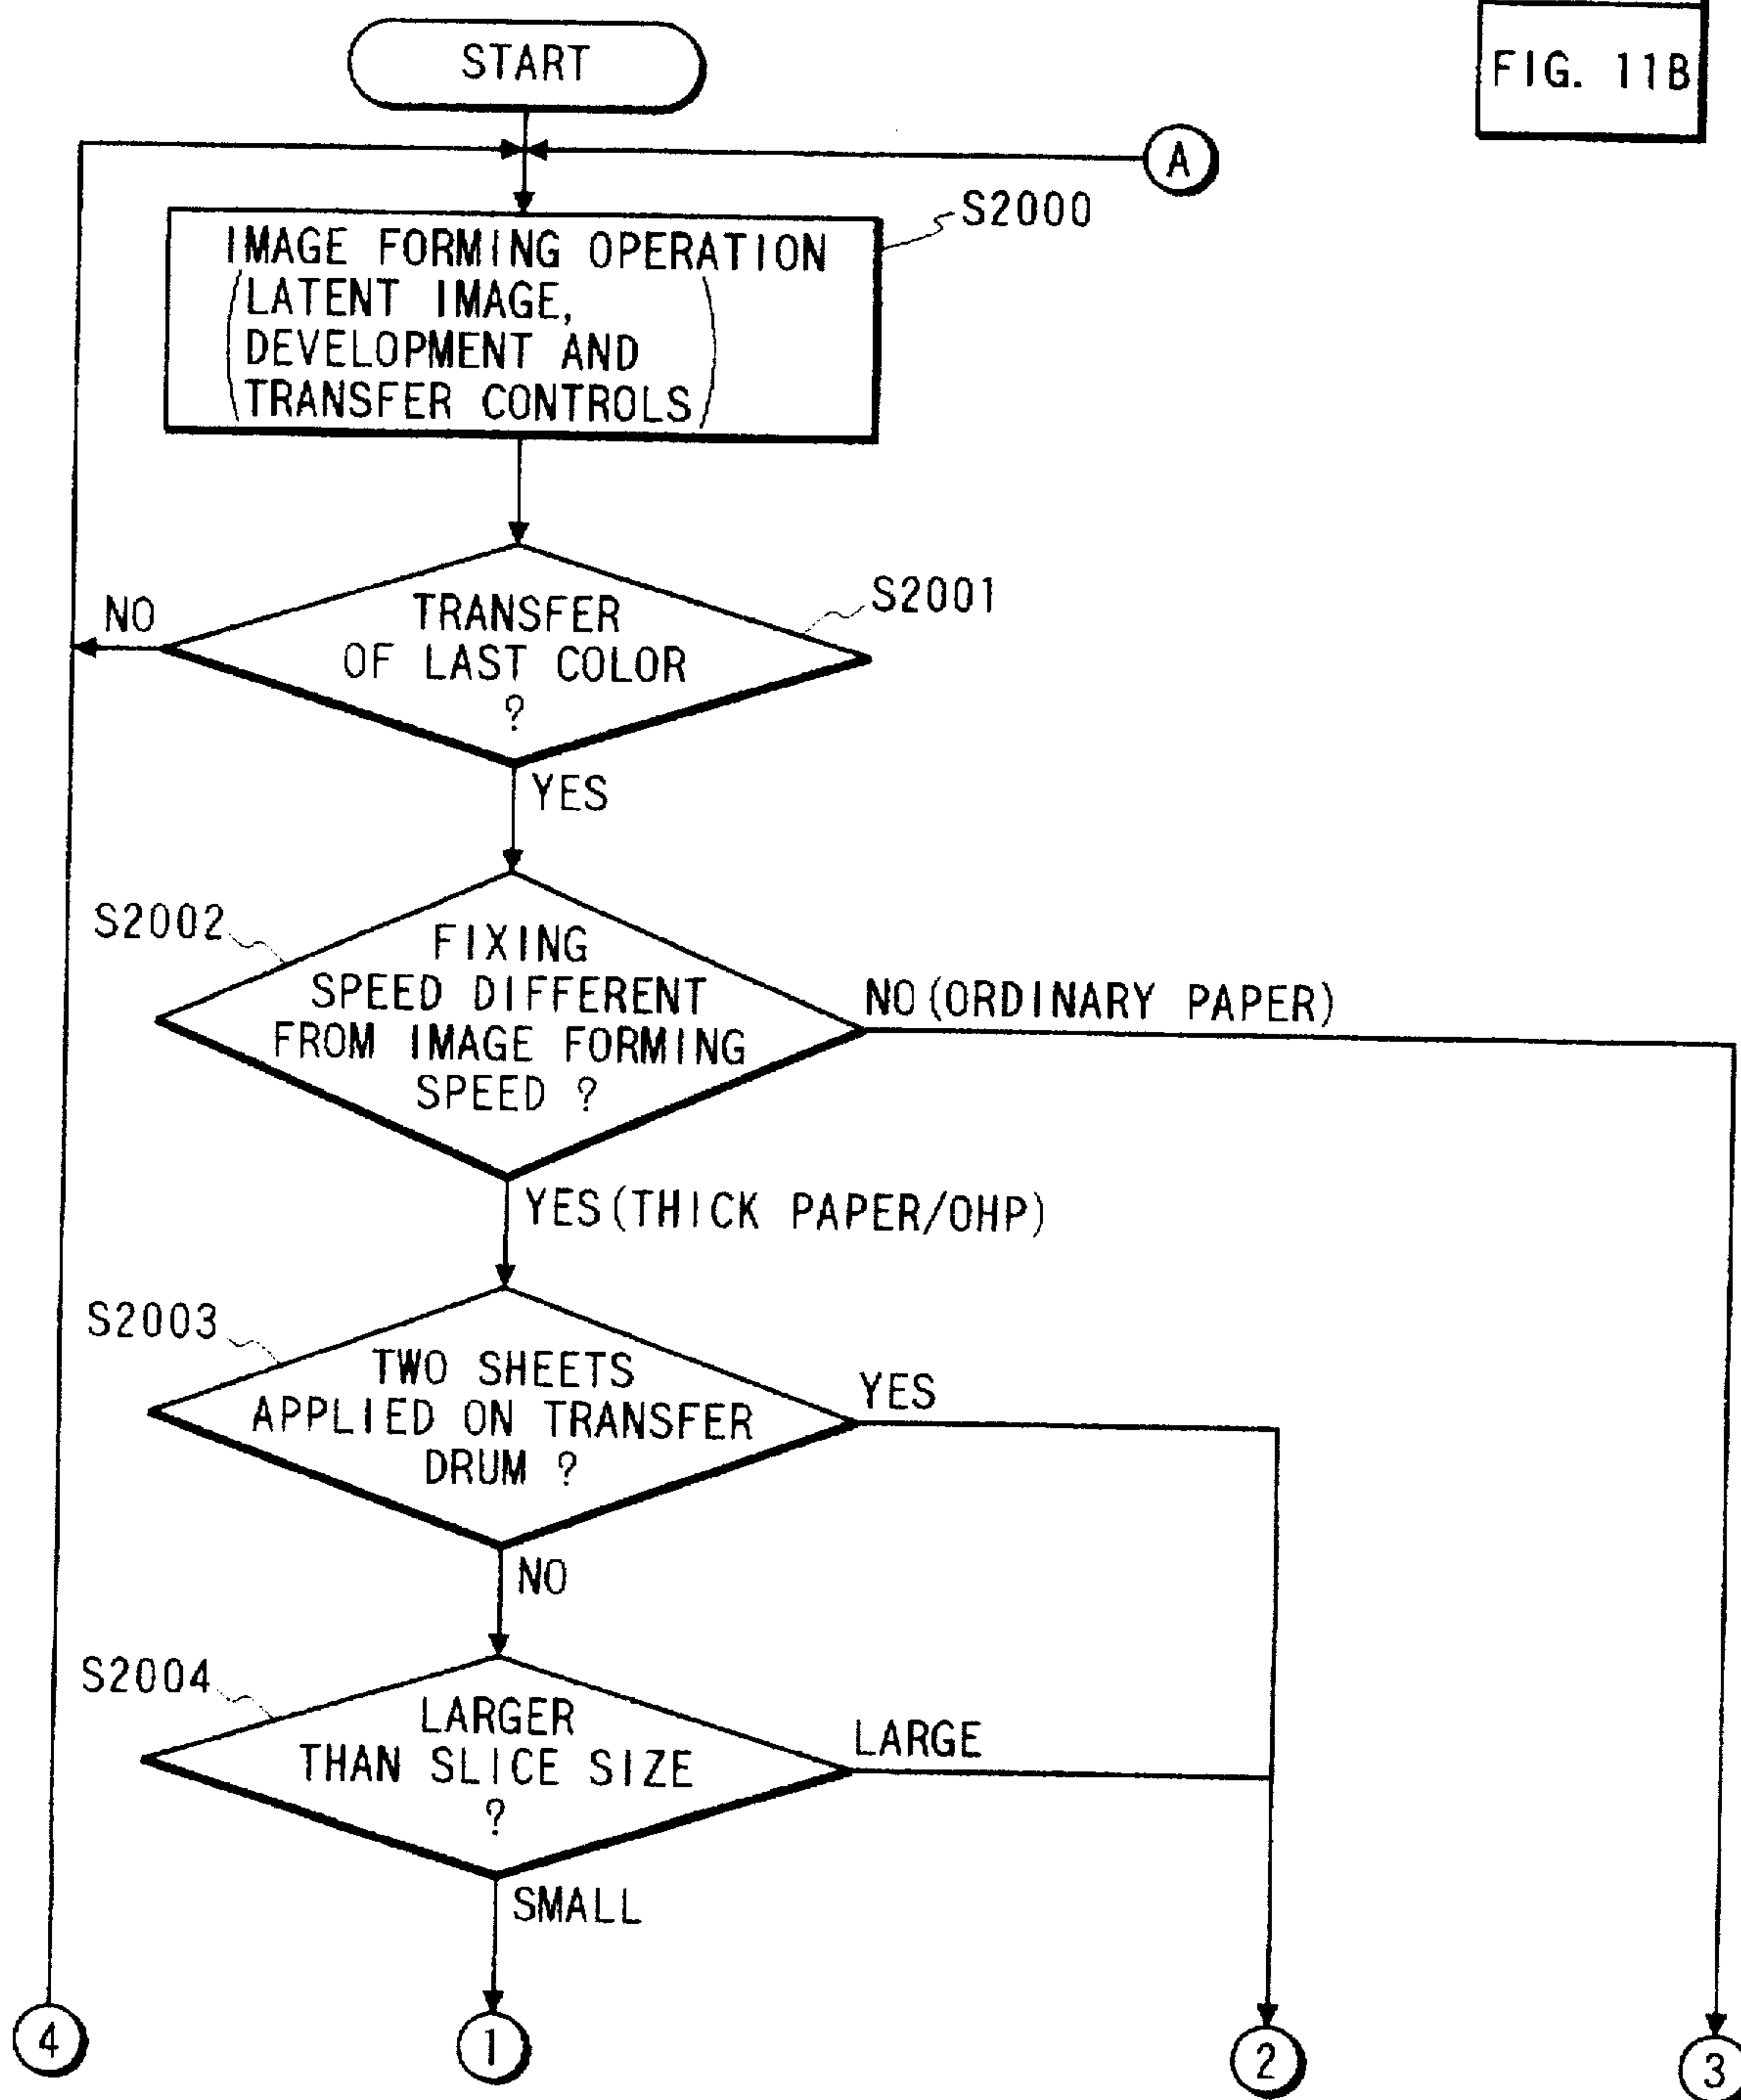 START
FIG. 11B
A
S2000
IMAGE FORMING OPERATION
(LATENT IMAGE,
DEVELOPMENT AND
TRANSFER CONTROLS)
S2001
NO
TRANSFER
OF LAST COLOR
?
YES
S2002
FIXING
SPEED DIFFERENT
FROM IMAGE FORMING
SPEED ?
NO (ORDINARY PAPER)
YES (THICK PAPER/OHP)
S2003
TWO SHEETS
APPLIED ON TRANSFER
DRUM ?
YES
NO
S2004
LARGER
THAN SLICE SIZE
?
LARGE
SMALL
4
1
2
3